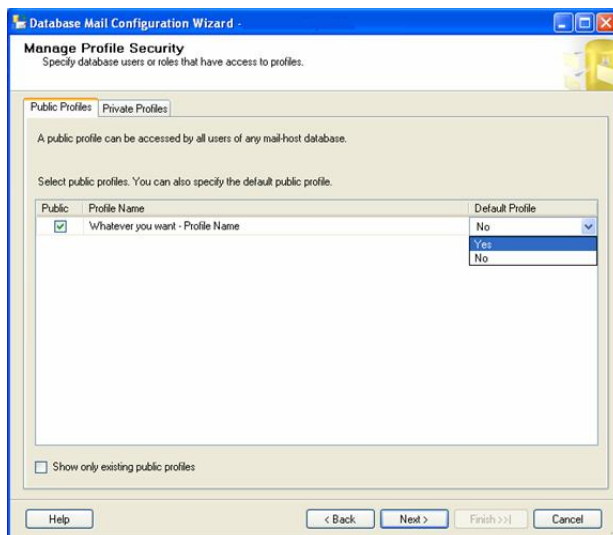 Database Mail Configuration Wizard -
Manage Profile Security
Specify database users or roles that have access to profiles.
Public Profiles Private Profiles
A public profile can be accessed by all users of any mail-host database.
Select public profiles. You can also specify the default public profile.
Public Profile Name Default Profile
Whatever you want - Profile Name No
Yes
No
Show only existing public profiles
Help < Back Next > Finish >>| Cancel